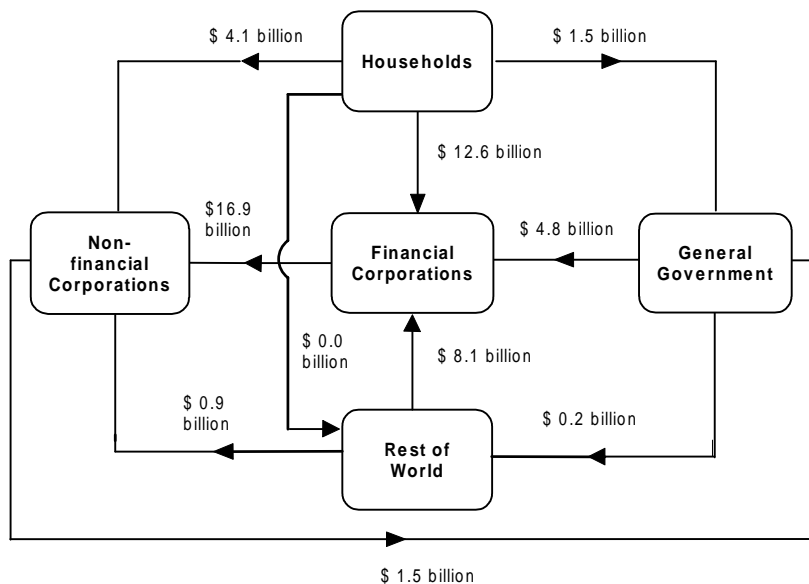 $ 4.1 billion
$ 1.5 billion
Households
$ 12.6 billion
$16.9
billion
$ 4.8 billion
Non-
financial
Corporations
Financial
Corporations
General
Government
$ 0.0
billion
$ 8.1 billion
$ 0.9
billion
$ 0.2 billion
Rest of
World
$ 1.5 billion